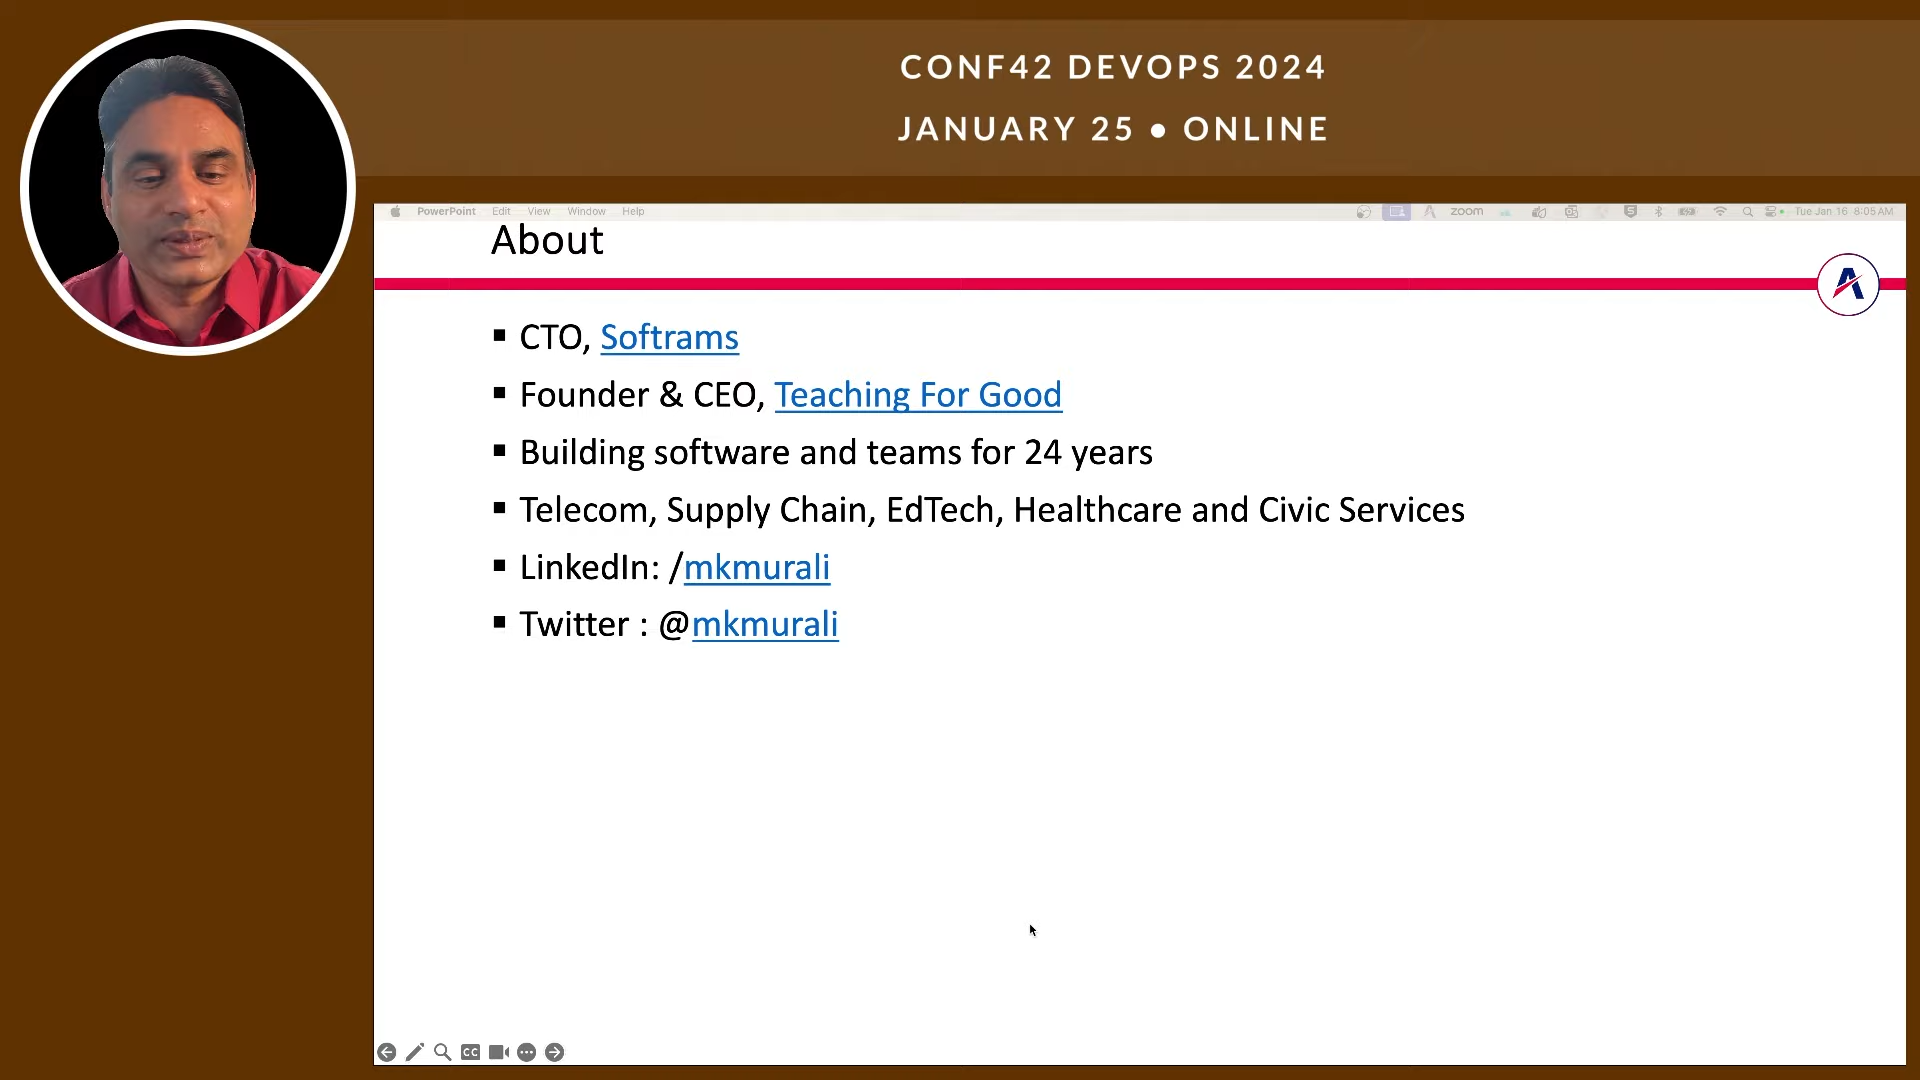 CONF42 DEVOPS 2024
JANUARY 25 ● ONLINE
PowerPoint Edit View Window Help zoom Tue Jan 16 8:05 AM
About
▪ CTO, Softrams
▪ Founder & CEO, Teaching For Good
▪ Building software and teams for 24 years
▪ Telecom, Supply Chain, EdTech, Healthcare and Civic Services
▪ LinkedIn: /mkmurali
▪ Twitter : @mkmurali
CC